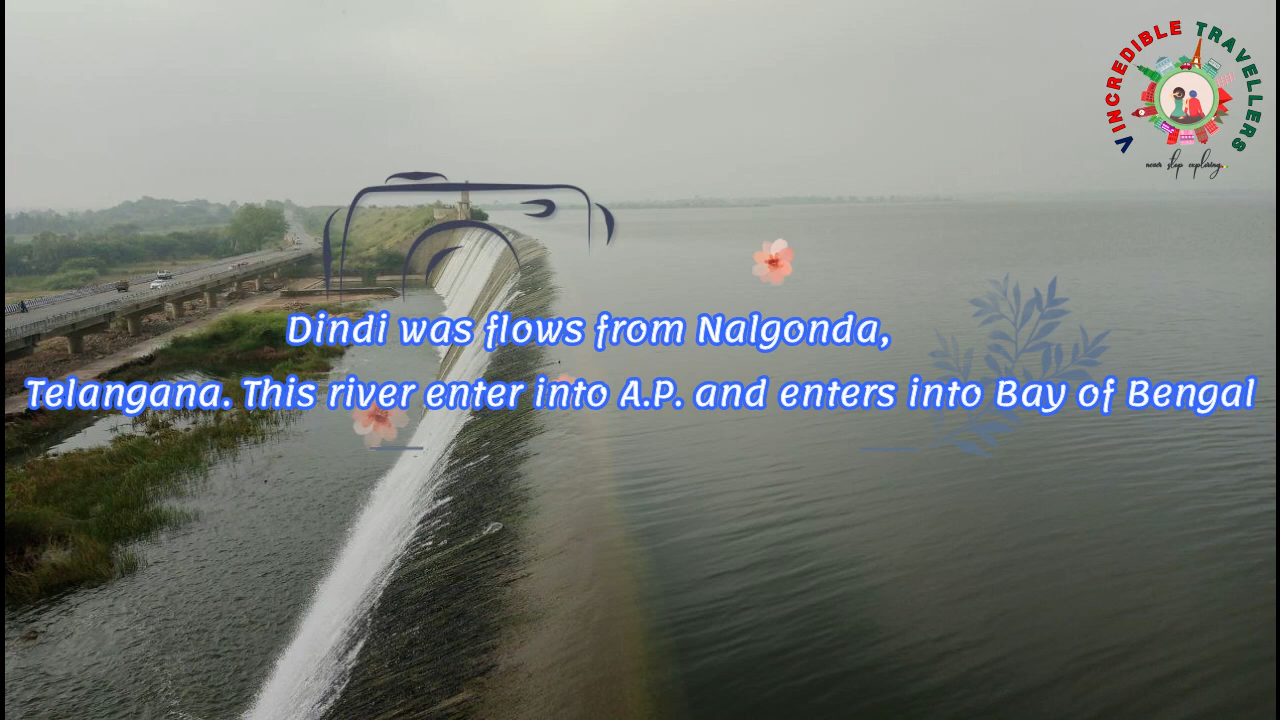 VINCREDIBLE TRAVELLERS
never stop exploring..
Dindi was flows from Nalgonda,
Telangana. This river enter into A.P. and enters into Bay of Bengal